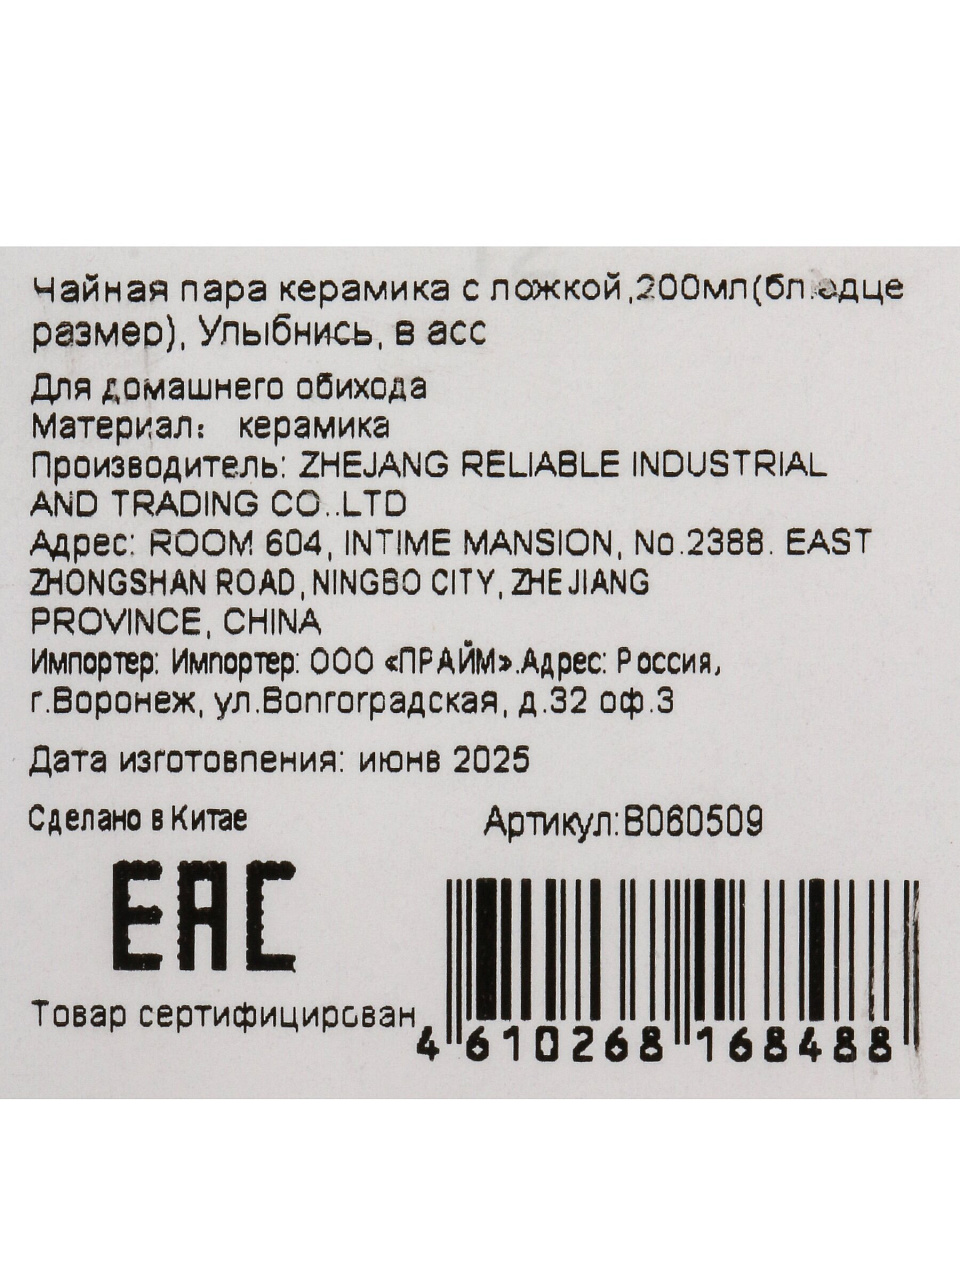 Чайная пара керамика с ложкой,200мл(блюдце
размер), Улыбнись, в асс
Для домашнего обихода
Материал: керамика
Производитель: ZHEJANG RELIABLE INDUSTRIAL
AND TRADING CO.,LTD
Адрес: ROOM 604, INTIME MANSION, No.2388. EAST
ZHONGSHAN ROAD, NINGBO CITY, ZHEJIANG
PROVINCE, CHINA
Импортер: Импортер: ООО «ПРАЙМ».Адрес: Россия,
г.Воронеж, ул.Волгоградская, д.32 оф.3
Дата изготовления: июнв 2025
Сделано в Китае
Артикул:B060509
EAC
Товар сертифицирован
4 610268 168488